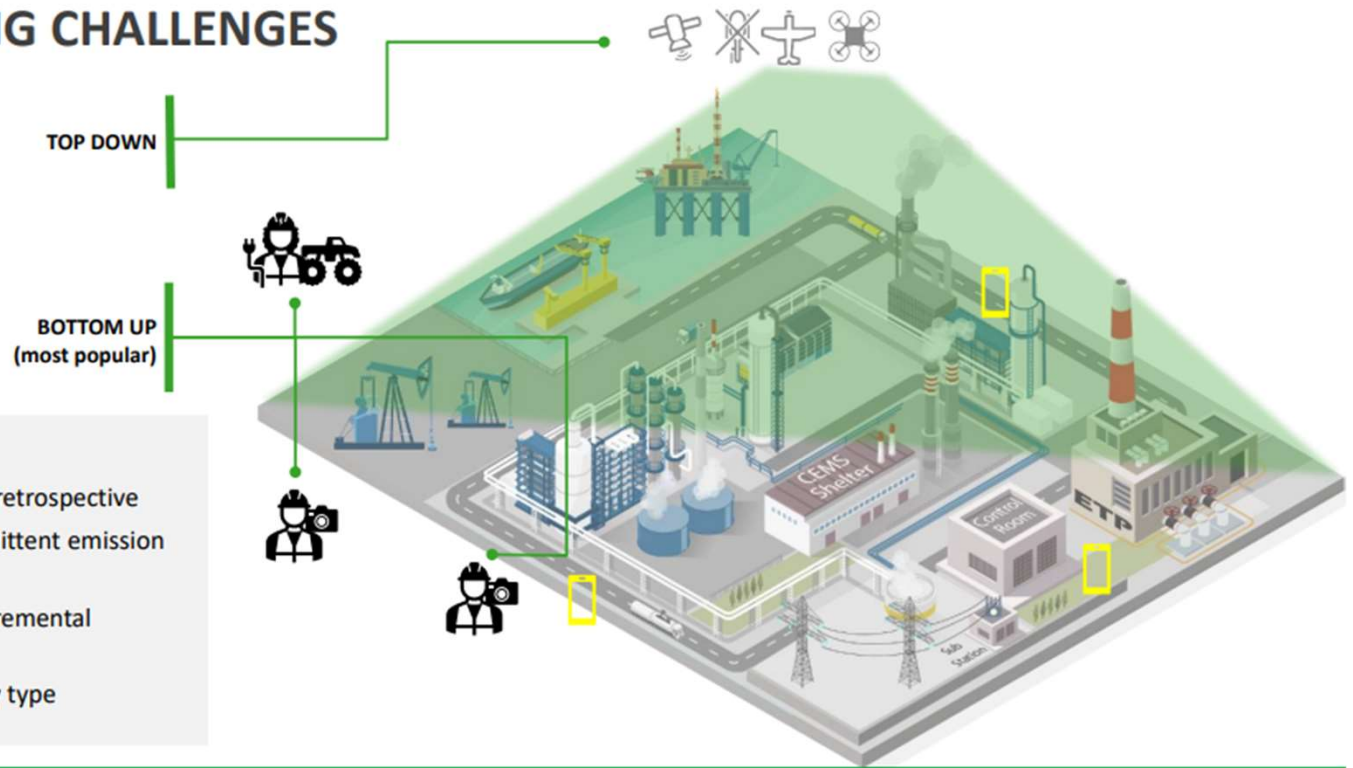 G CHALLENGES
TOP DOWN
BOTTOM UP
(most popular)
retrospective
ittent emission
remental
type
CEMS
Shelter
Control
Room
ETP
Sub
Station